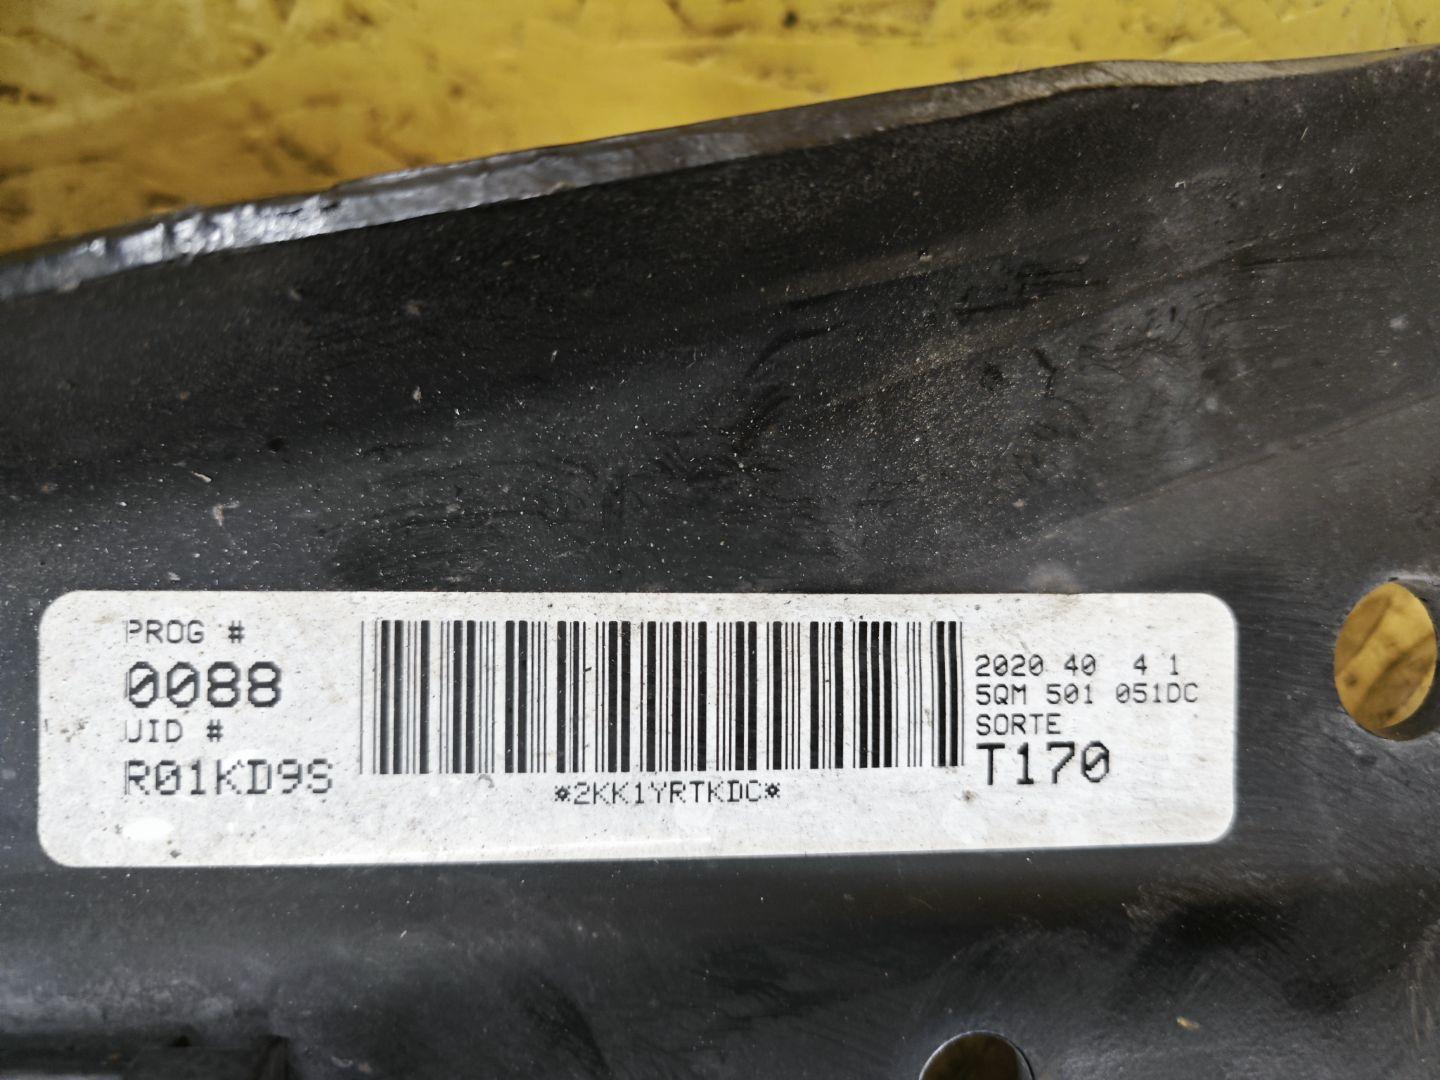 PROG #
0088
UID #
R01KD9S
*2KK1YRTKDC*
2020 40 4 1
5QM 501 051DC
SORTE
T170